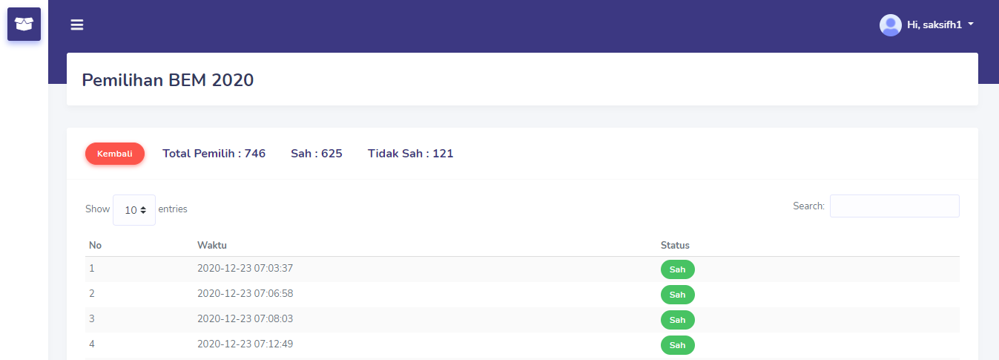 Hi, saksifh1
Pemilihan BEM 2020
Kembali Total Pemilih : 746 Sah : 625 Tidak Sah : 121
Show 10 entries Search:
No Waktu Status
1 2020-12-23 07:03:37 Sah
2 2020-12-23 07:06:58 Sah
3 2020-12-23 07:08:03 Sah
4 2020-12-23 07:12:49 Sah